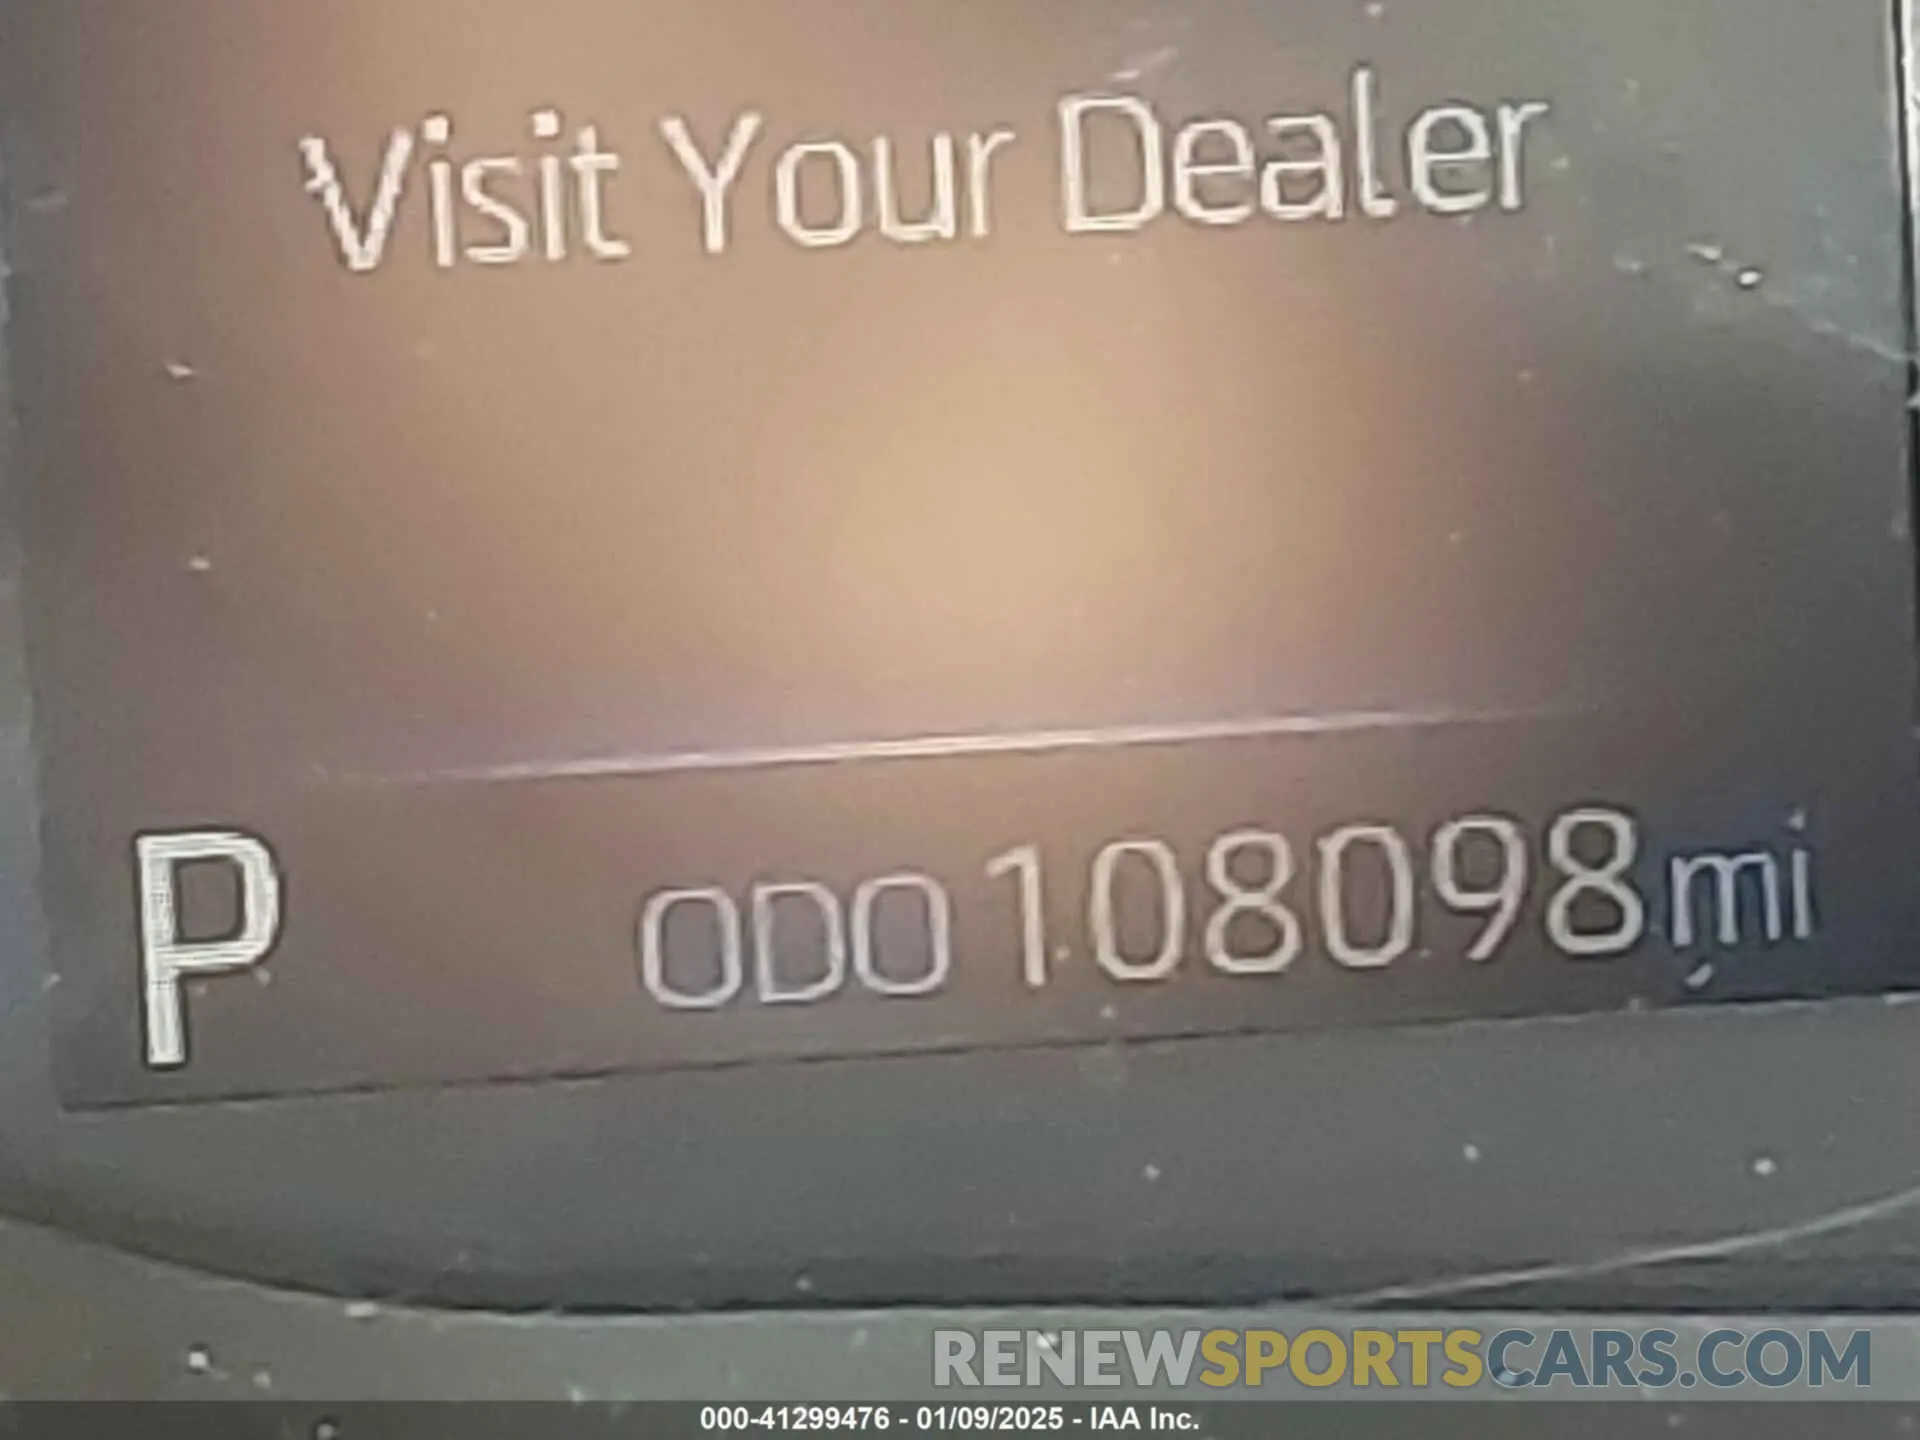 Visit Your Dealer
P ODO 108098 mi
RENEWSPORTSCARS.COM
000-41299476 - 01/09/2025 - IAA Inc.